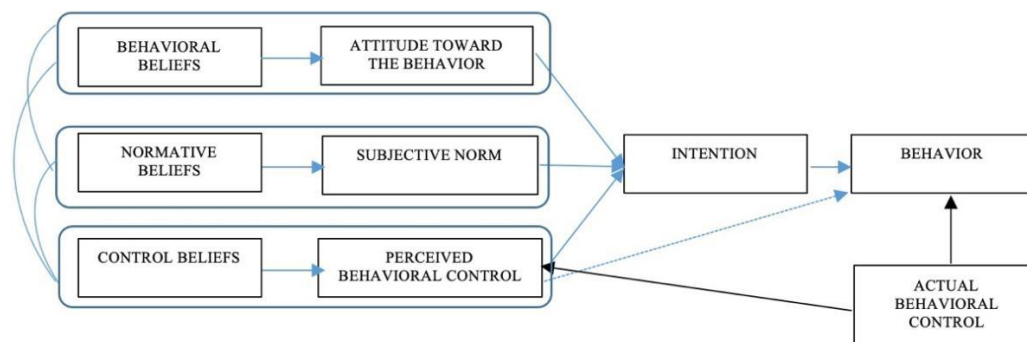 BEHAVIORAL
BELIEFS
ATTITUDE TOWARD
THE BEHAVIOR
NORMATIVE
BELIEFS
SUBJECTIVE NORM
INTENTION
BEHAVIOR
CONTROL BELIEFS
PERCEIVED
BEHAVIORAL CONTROL
ACTUAL
BEHAVIORAL
CONTROL